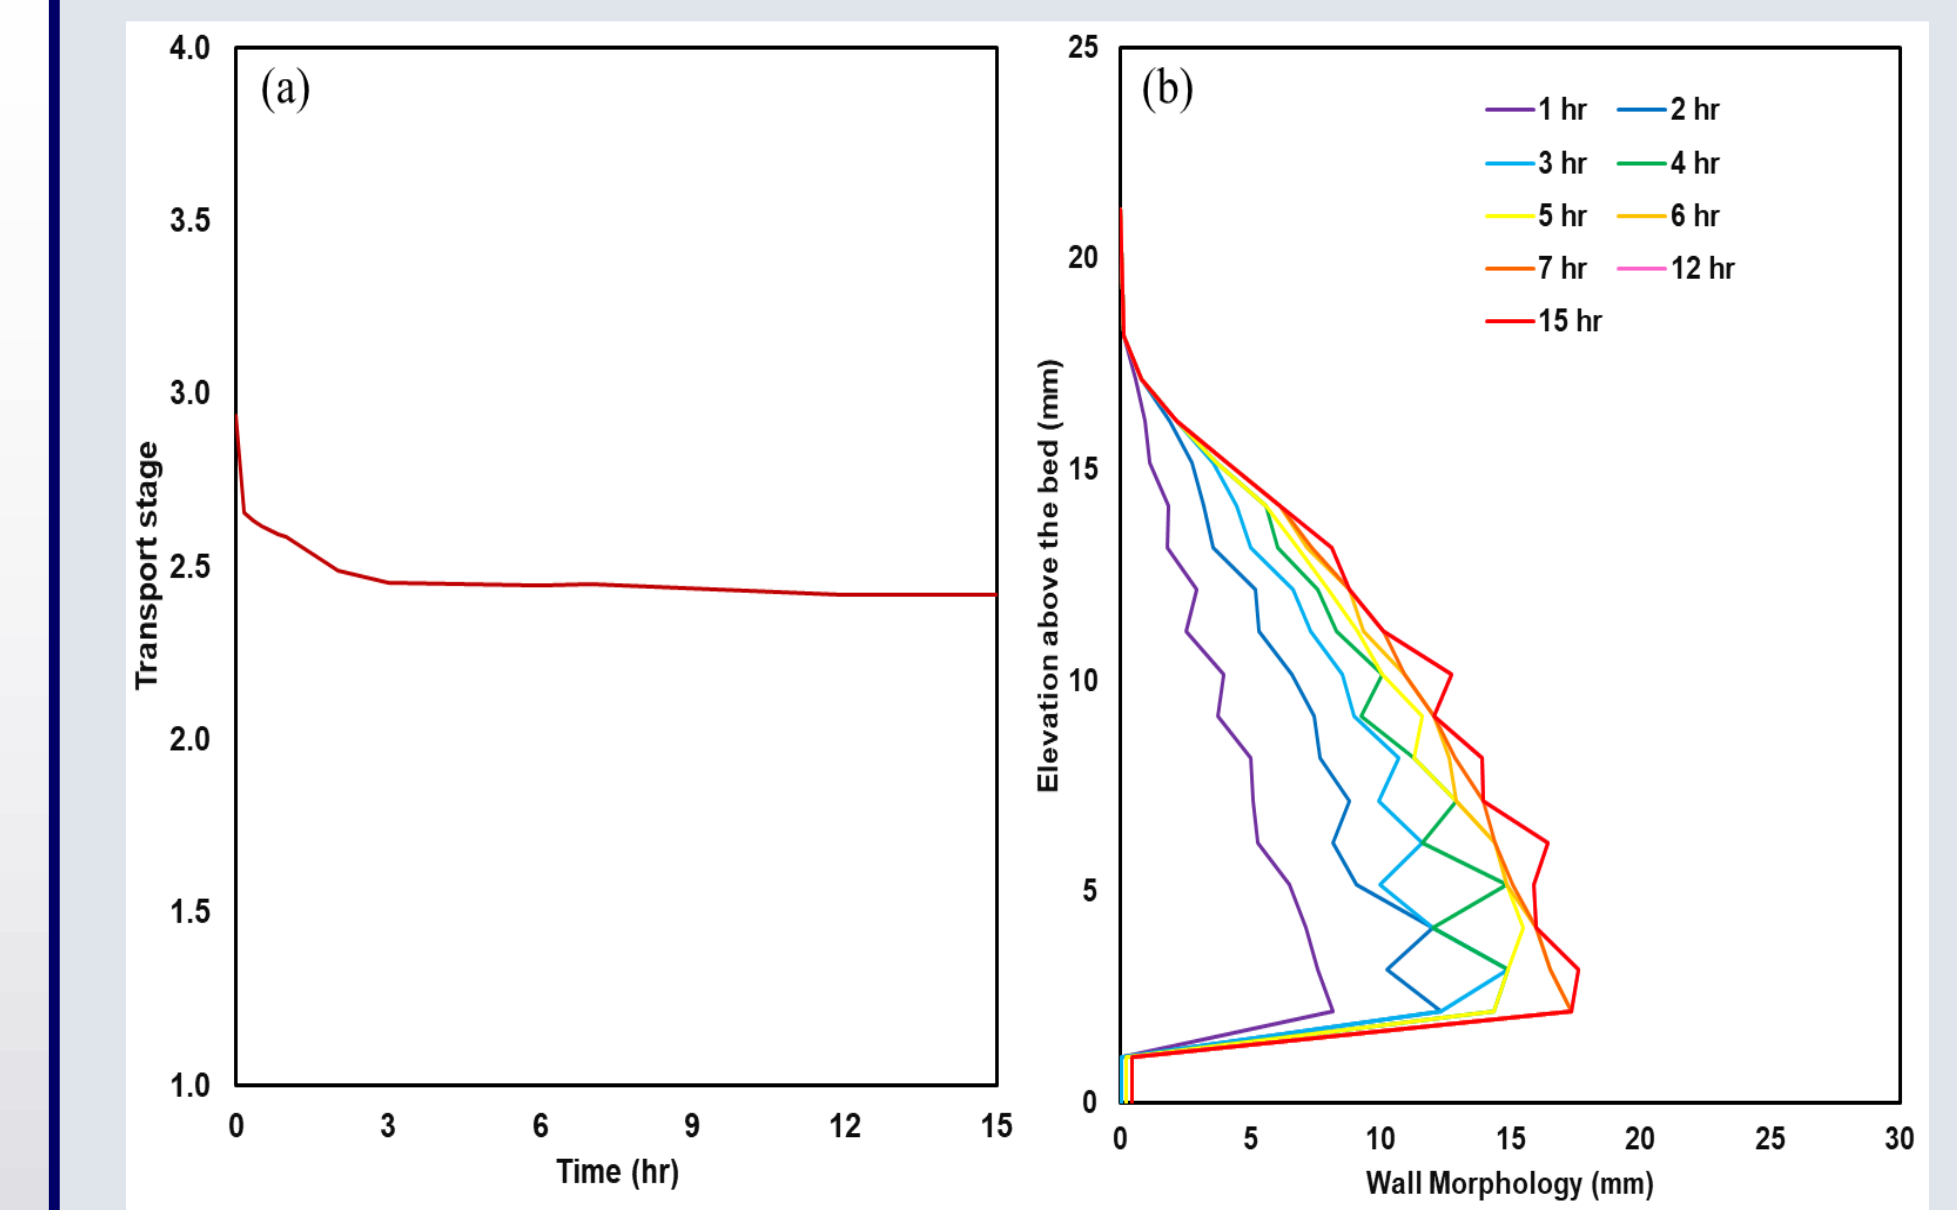 (a)
4.0
3.5
3.0
2.5
2.0
1.5
1.0
Transport stage
0 3 6 9 12 15
Time (hr)
(b)
25
20
15
10
5
0
Elevation above the bed (mm)
1 hr 2 hr
3 hr 4 hr
5 hr 6 hr
7 hr 12 hr
15 hr
0 5 10 15 20 25 30
Wall Morphology (mm)